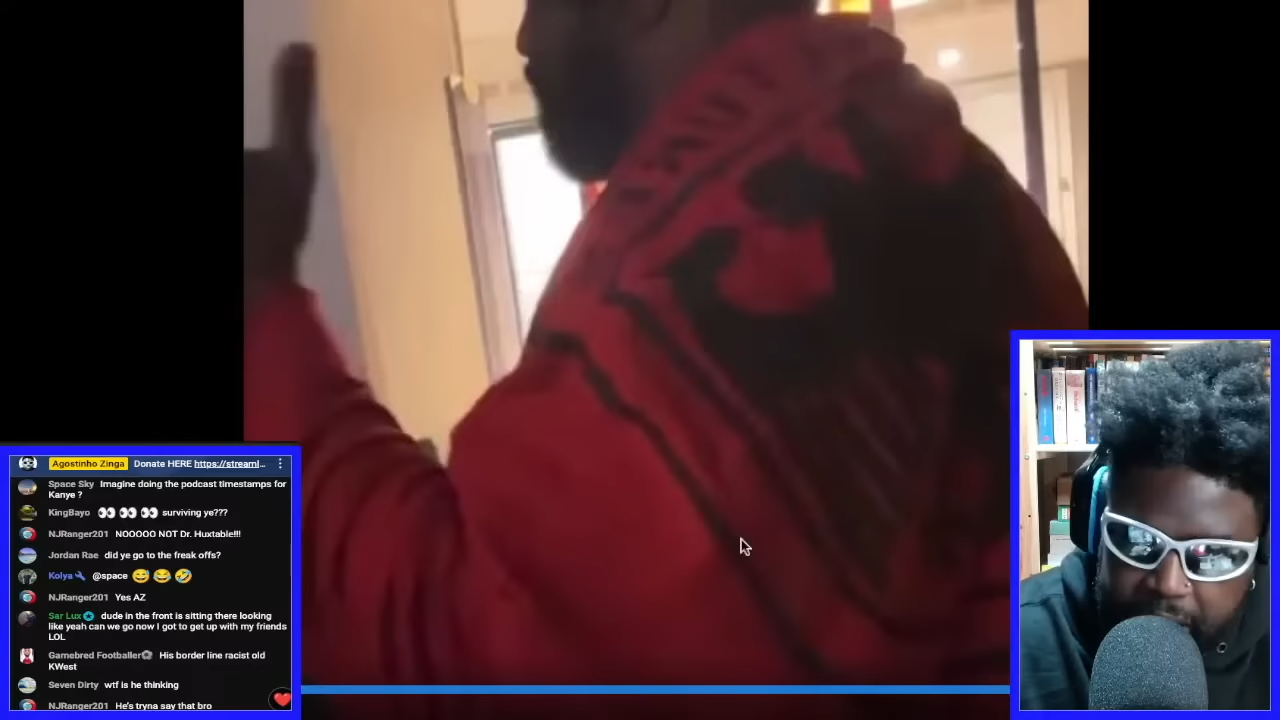 Agostinho Zinga Donate HERE https://streaml...
Space Sky Imagine doing the podcast timestamps for
Kanye ?
KingBayo 👀 👀 👀 surviving ye???
NJRanger201 NOOOOO NOT Dr. Huxtable!!!
Jordan Rae did ye go to the freak offs?
Kolya @space 😅 😂 🤣
NJRanger201 Yes AZ
Sar Lux dude in the front is sitting there looking
like yeah can we go now I got to get up with my friends
LOL
Gamebred Footballer His border line racist old
KWest
Seven Dirty wtf is he thinking
NJRanger201 He's tryna say that bro